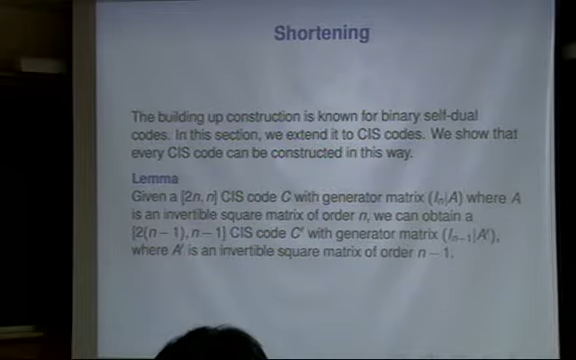 Shortening
The building up construction is known for binary self-dual
codes. In this section, we extend it to CIS codes. We show that
every CIS code can be constructed in this way.
Lemma
Given a [2n, n] CIS code C with generator matrix (Iₙ|A) where A
is an invertible square matrix of order n, we can obtain a
[2(n − 1), n − 1] CIS code C′ with generator matrix (Iₙ₋₁|A′),
where A′ is an invertible square matrix of order n − 1.